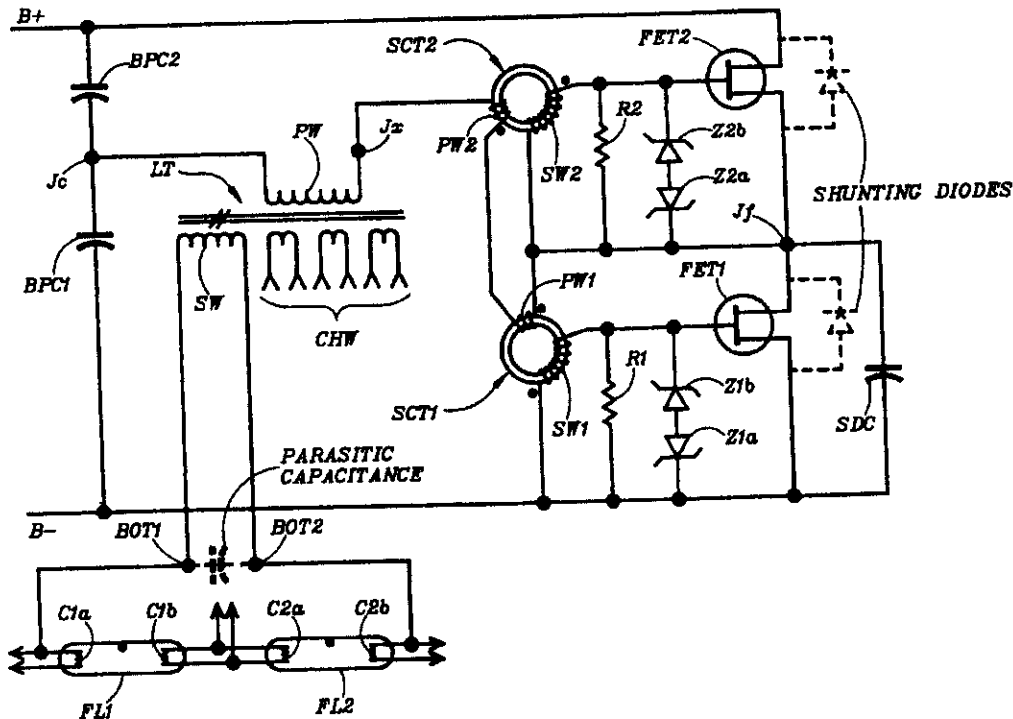 B+
SCT2
FET2
BPC2
PW
Jx
PW2
SW2
R2
Z2b
Z2a
Jc
LT
SHUNTING DIODES
Jf
BPC1
SW
CHW
PW1
FET1
SCT1
SW1
R1
Z1b
Z1a
SDC
PARASITIC
CAPACITANCE
B-
BOT1
BOT2
C1a
C1b
C2a
C2b
FL1
FL2